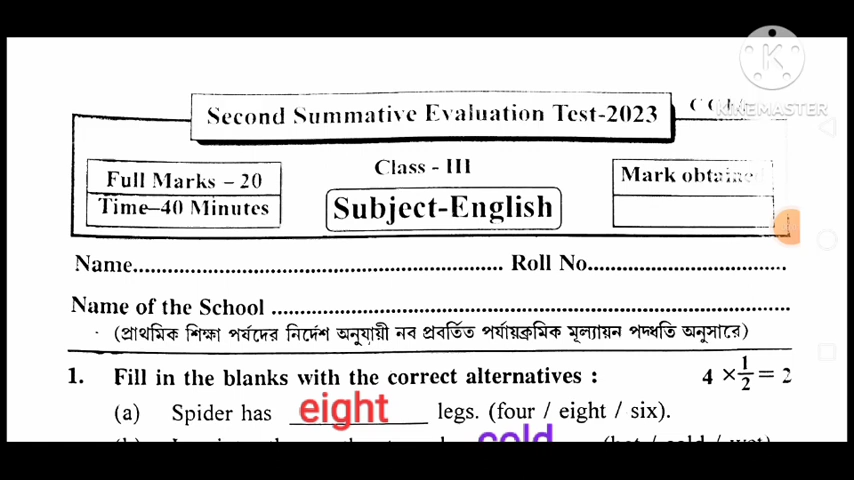 KINEMASTER
Second Summative Evaluation Test-2023
Class - III
Full Marks - 20
Time–40 Minutes
Subject-English
Mark obtained
Name.................................................................. Roll No....................................
Name of the School ................................................................................................
(প্রাথমিক শিক্ষা পর্ষদের নির্দেশ অনুযায়ী নব প্রবর্তিত পর্যায়ক্রমিক মূল্যায়ন পদ্ধতি অনুসারে)
1. Fill in the blanks with the correct alternatives : 4 × 1/2 = 2
(a) Spider has eight legs. (four / eight / six).
cold